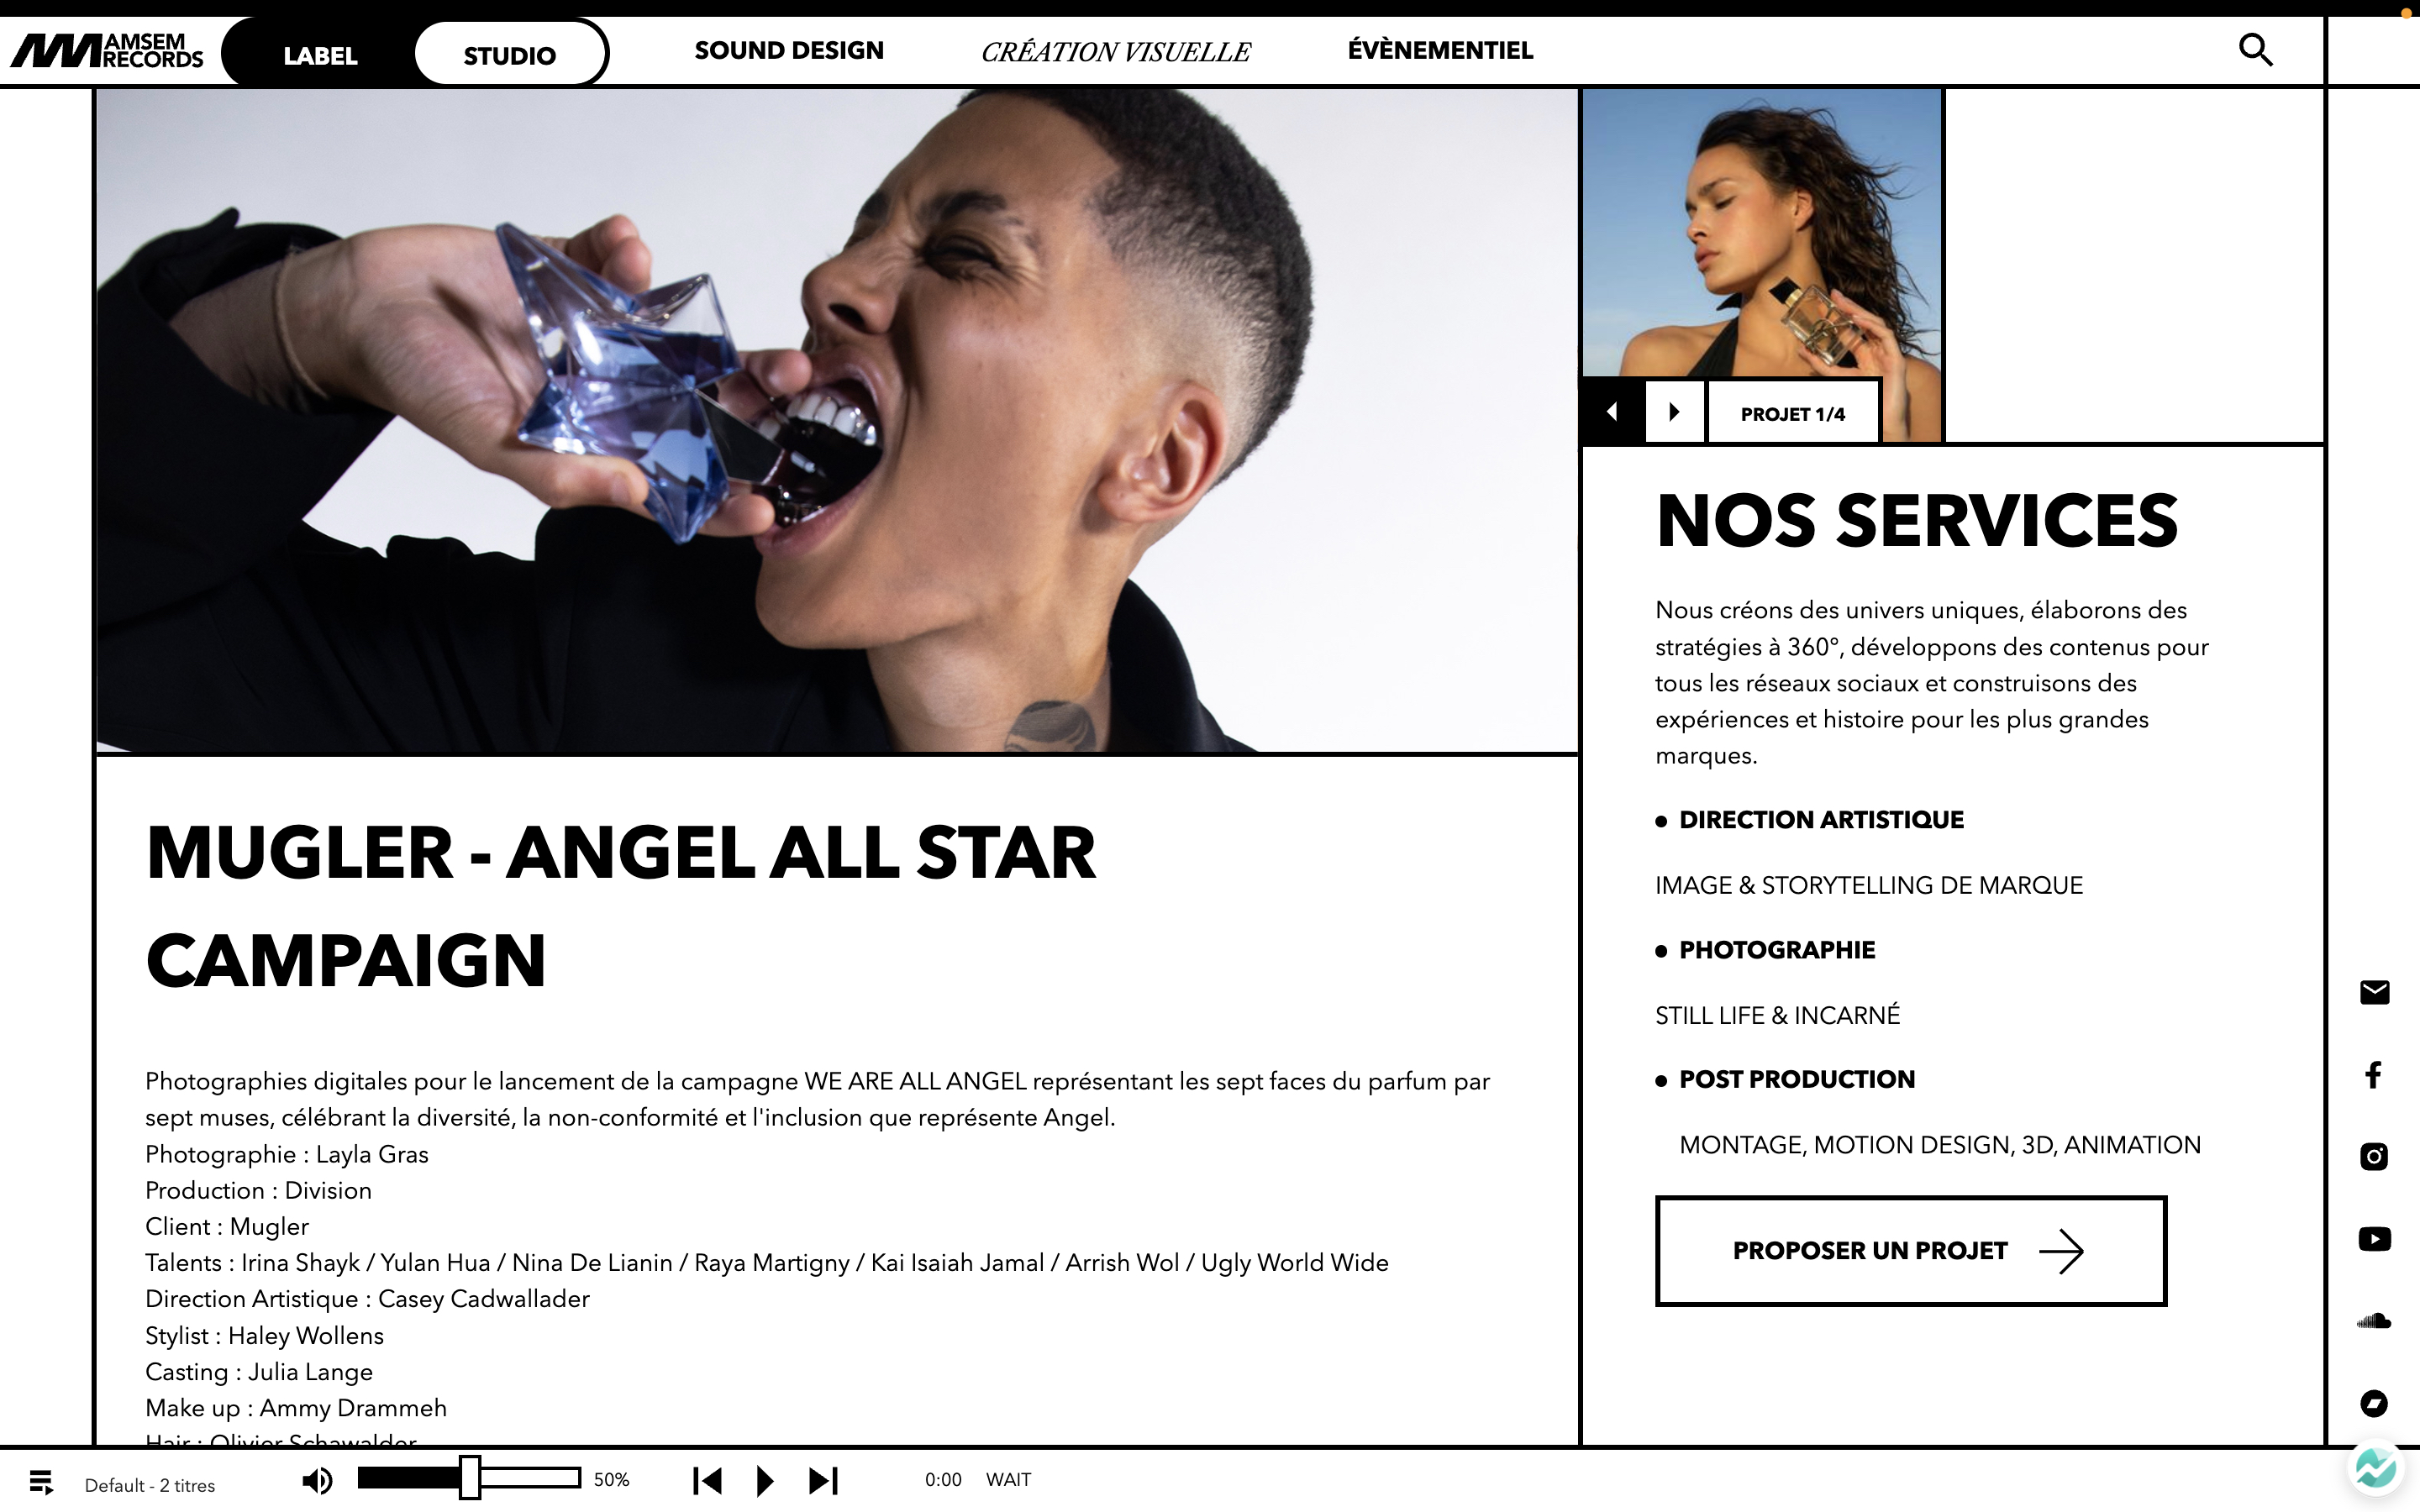 AMSEM
RECORDS
LABEL
STUDIO
SOUND DESIGN
CRÉATION VISUELLE
ÉVÈNEMENTIEL
PROJET 1/4
MUGLER - ANGEL ALL STAR
CAMPAIGN
Photographies digitales pour le lancement de la campagne WE ARE ALL ANGEL représentant les sept faces du parfum par
sept muses, célébrant la diversité, la non-conformité et l'inclusion que représente Angel.
Photographie : Layla Gras
Production : Division
Client : Mugler
Talents : Irina Shayk / Yulan Hua / Nina De Lianin / Raya Martigny / Kai Isaiah Jamal / Arrish Wol / Ugly World Wide
Direction Artistique : Casey Cadwallader
Stylist : Haley Wollens
Casting : Julia Lange
Make up : Ammy Drammeh
Hair : Olivier Schawalder
NOS SERVICES
Nous créons des univers uniques, élaborons des
stratégies à 360°, développons des contenus pour
tous les réseaux sociaux et construisons des
expériences et histoire pour les plus grandes
marques.
• DIRECTION ARTISTIQUE
IMAGE & STORYTELLING DE MARQUE
• PHOTOGRAPHIE
STILL LIFE & INCARNÉ
• POST PRODUCTION
MONTAGE, MOTION DESIGN, 3D, ANIMATION
PROPOSER UN PROJET
Default - 2 titres
50%
0:00 WAIT